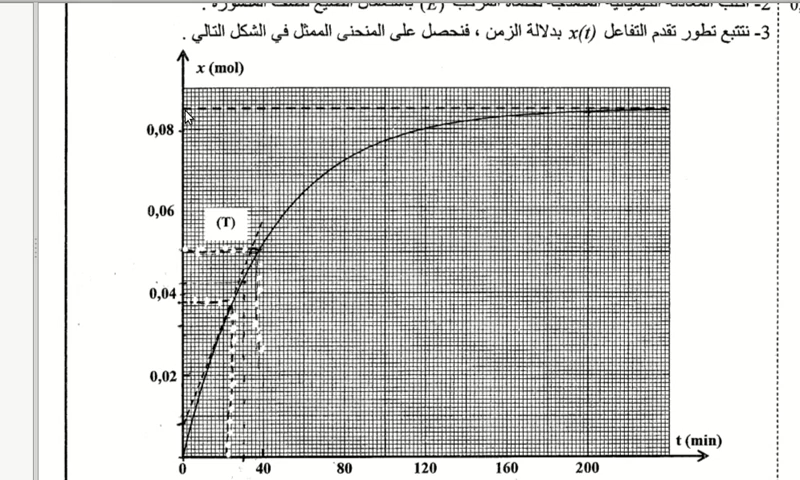 3- نتتبع تطور تقدم التفاعل x(t) بدلالة الزمن ، فنحصل على المنحنى الممثل في الشكل التالي .
x (mol)
0,08
0,06
(T)
0,04
0,02
t (min)
0 40 80 120 160 200